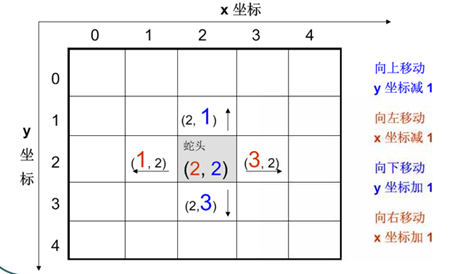 x 坐标
0 1 2 3 4
0
向上移动
y 坐标减 1
1
(2, 1)
向左移动
x 坐标减 1
y
坐
标
2
蛇头
(1, 2)
(2, 2)
(3, 2)
向下移动
y 坐标加 1
3
(2,3)
向右移动
x 坐标加 1
4